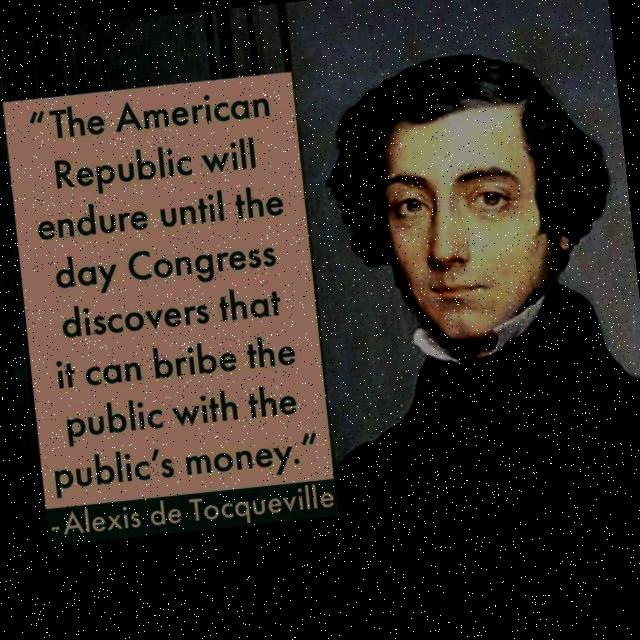 “The American
Republic will
endure until the
day Congress
discovers that
it can bribe the
public with the
public’s money.”
-Alexis de Tocqueville